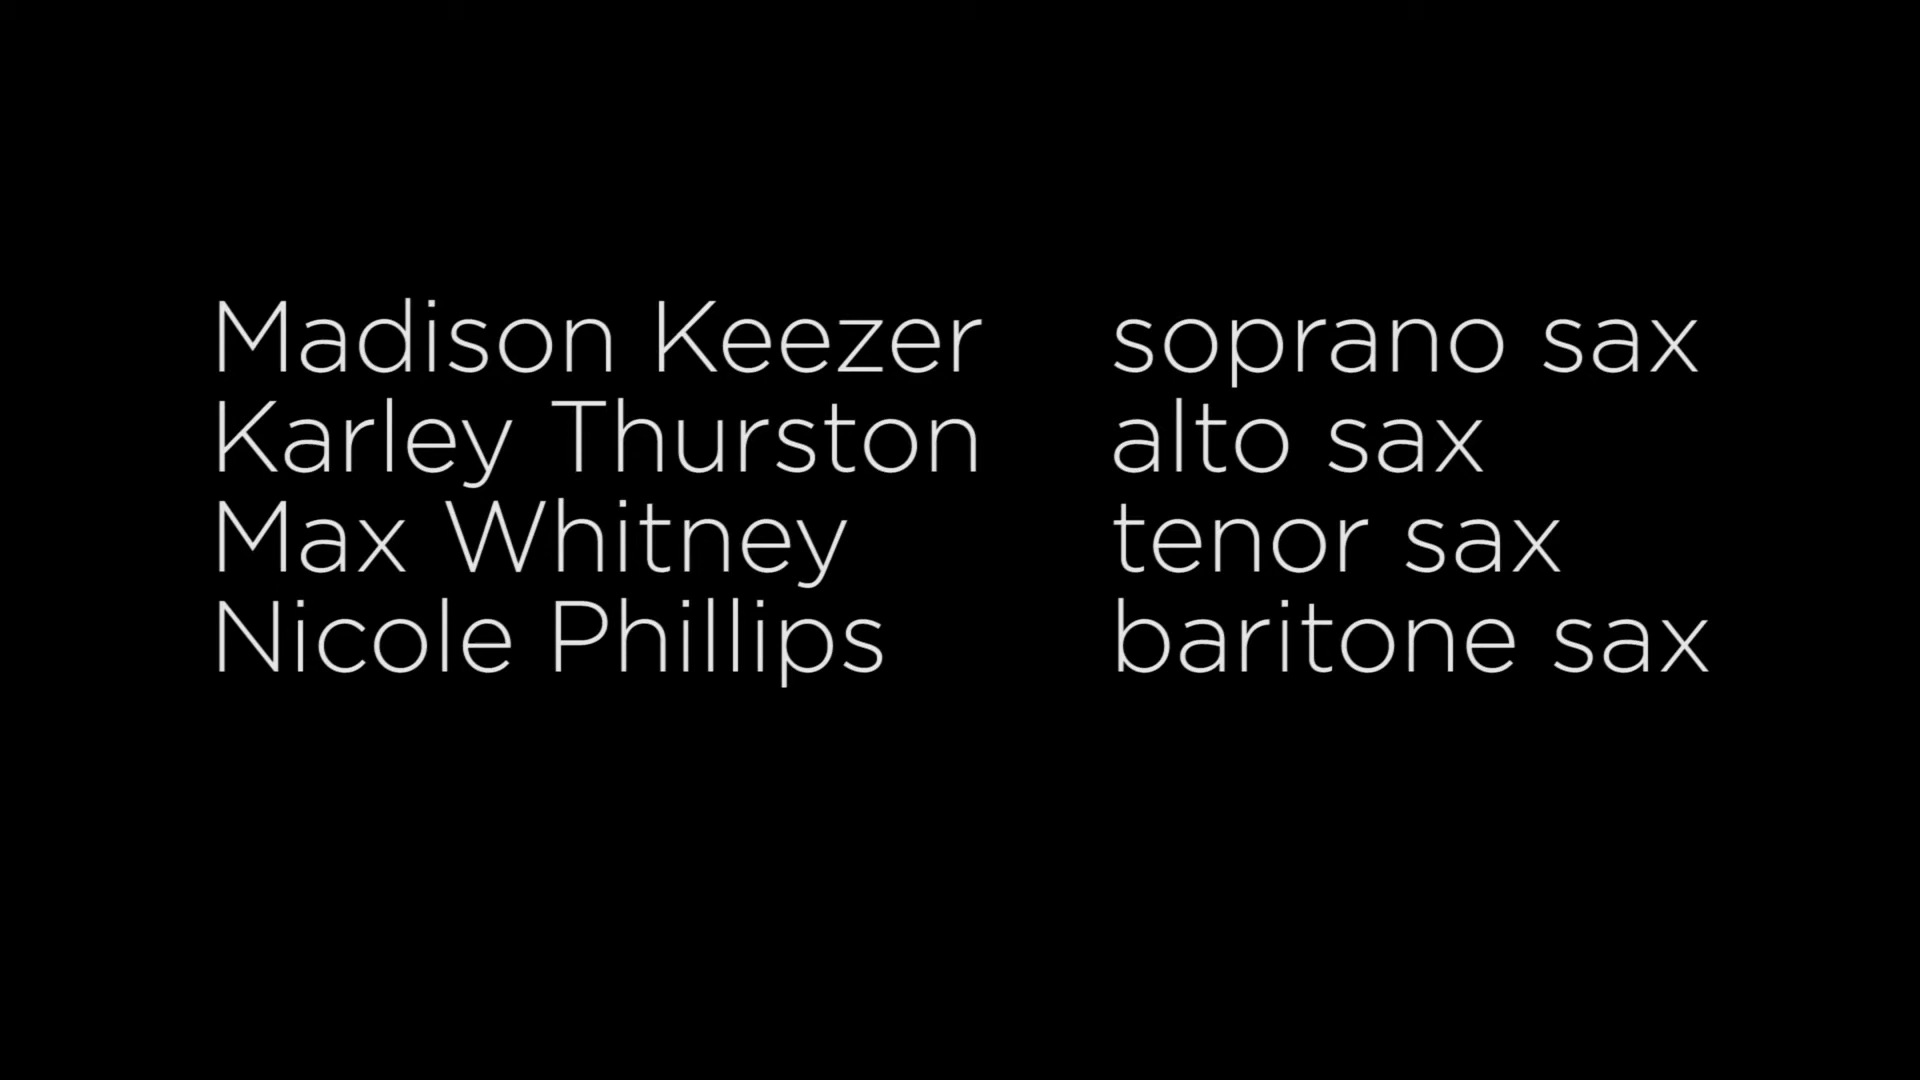 Madison Keezer soprano sax
Karley Thurston alto sax
Max Whitney tenor sax
Nicole Phillips baritone sax